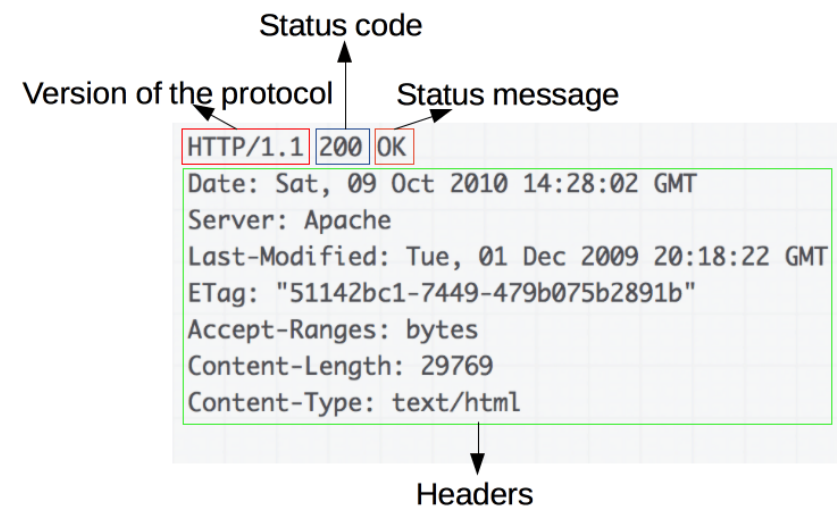 Status code
Version of the protocol
Status message
HTTP/1.1 200 OK
Date: Sat, 09 Oct 2010 14:28:02 GMT
Server: Apache
Last-Modified: Tue, 01 Dec 2009 20:18:22 GMT
ETag: "51142bc1-7449-479b075b2891b"
Accept-Ranges: bytes
Content-Length: 29769
Content-Type: text/html
Headers